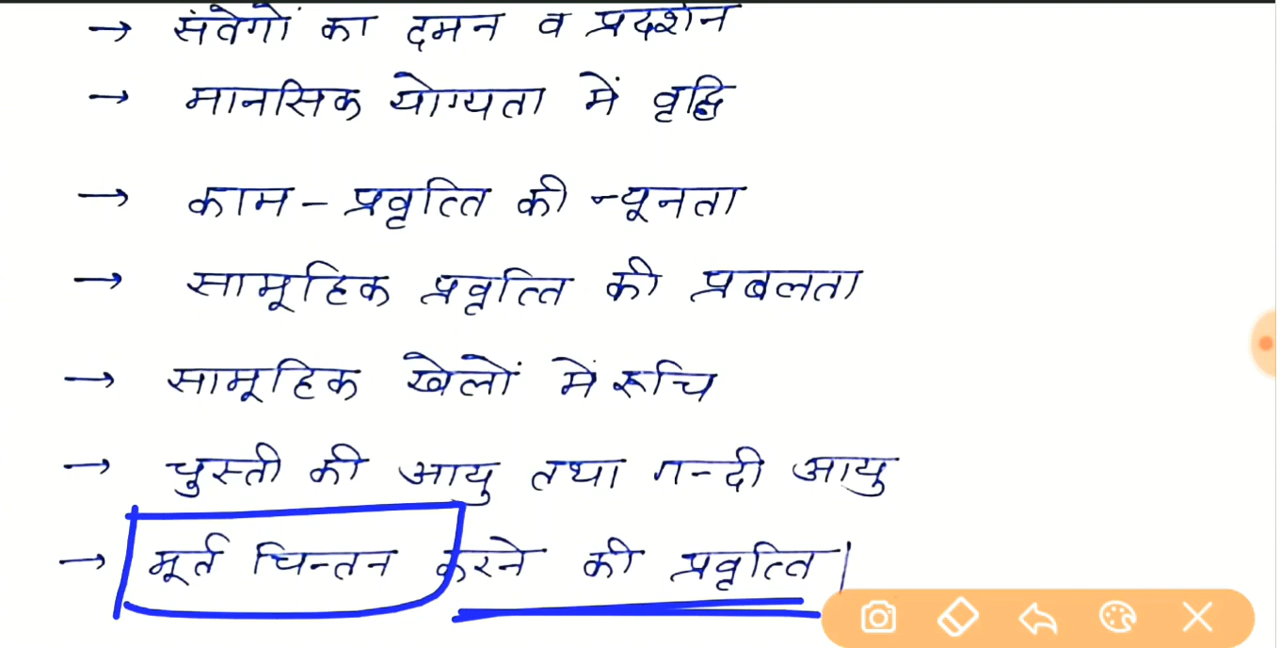 → संवेगों का दमन व प्रदर्शन
→ मानसिक योग्यता में वृद्धि
→ काम - प्रवृत्ति की न्यूनता
→ सामूहिक प्रवृत्ति की प्रबलता
→ सामूहिक खेलों में रूचि
→ चुस्ती की आयु तथा गन्दी आयु
→ मूर्त चिन्तन करने की प्रवृत्ति।